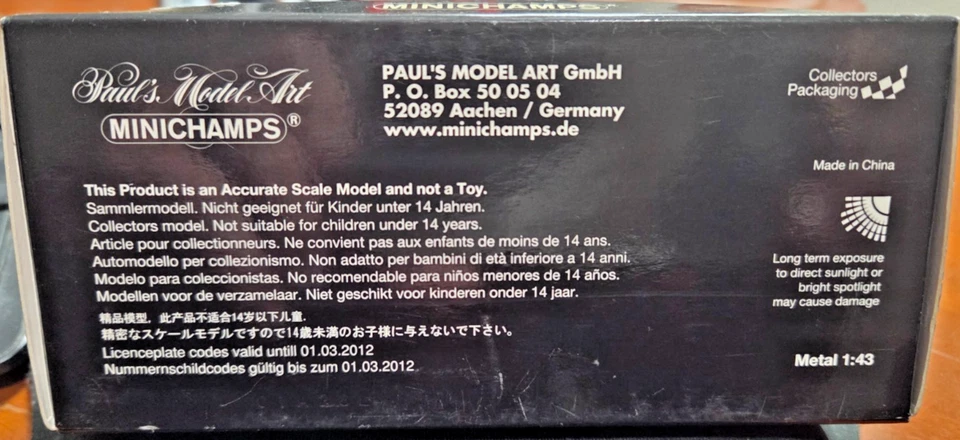 MINICHAMPS
Paul's Model Art
MINICHAMPS®
PAUL'S MODEL ART GmbH
P. O. Box 50 05 04
52089 Aachen / Germany
www.minichamps.de
Collectors
Packaging
Made in China
This Product is an Accurate Scale Model and not a Toy.
Sammlermodell. Nicht geeignet für Kinder unter 14 Jahren.
Collectors model. Not suitable for children under 14 years.
Article pour collectionneurs. Ne convient pas aux enfants de moins de 14 ans.
Automodello per collezionismo. Non adatto per bambini di età inferiore a 14 anni.
Modelo para coleccionistas. No recomendable para niños menores de 14 años.
Modellen voor de verzamelaar. Niet geschikt voor kinderen onder 14 jaar.
精品模型．此产品不适合14岁以下儿童．
精密なスケールモデルですので14歳未満のお子様に与えないで下さい。
Licenceplate codes valid untill 01.03.2012
Nummernschildcodes gültig bis zum 01.03.2012
Long term exposure
to direct sunlight or
bright spotlight
may cause damage
Metal 1:43